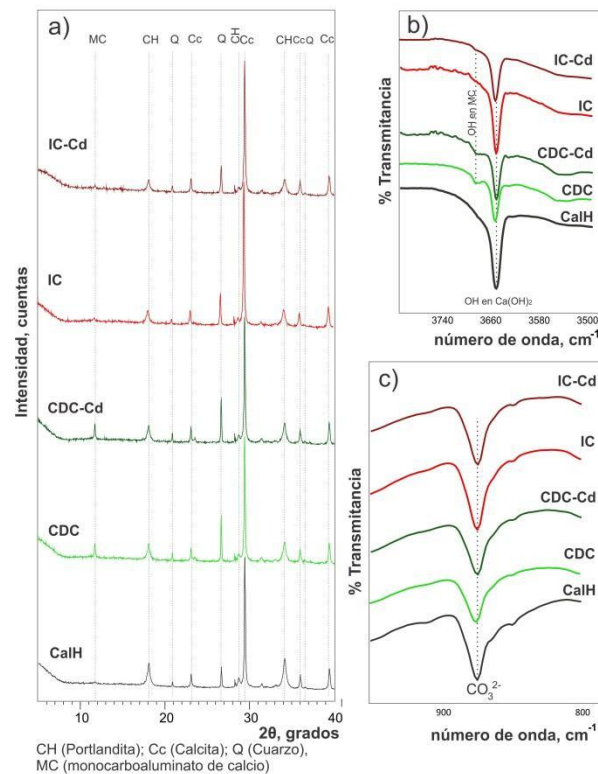 a)
MC CH Q Cc Q CH Cc CH Cc Q Cc
IC-Cd
IC
CDC-Cd
CDC
CalH
Intensidad, cuentas
10 20 30 40
2θ, grados
CH (Portlandita); Cc (Calcita); Q (Cuarzo),
MC (monocarboaluminato de calcio)
b)
IC-Cd
OH en MC
IC
CDC-Cd
CDC
CalH
% Transmitancia
OH en Ca(OH)₂
3740 3660 3580 3500
número de onda, cm⁻¹
c)
IC-Cd
IC
CDC-Cd
CDC
CalH
% Transmitancia
CO₃²⁻
900 800
número de onda, cm⁻¹